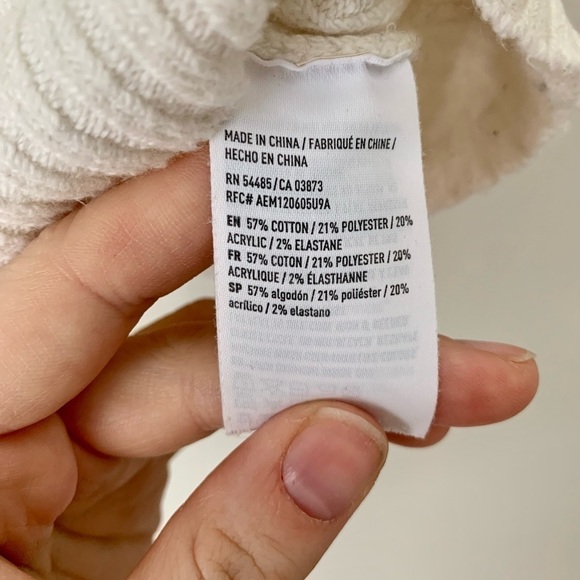 MADE IN CHINA / FABRIQUÉ EN CHINE /
HECHO EN CHINA
RN 54485 / CA 03873
RFC# AEM120605U9A
EN 57% COTTON / 21% POLYESTER / 20%
ACRYLIC / 2% ELASTANE
FR 57% COTON / 21% POLYESTER / 20%
ACRYLIQUE / 2% ÉLASTHANNE
SP 57% algodón / 21% poliéster / 20%
acrílico / 2% elastano